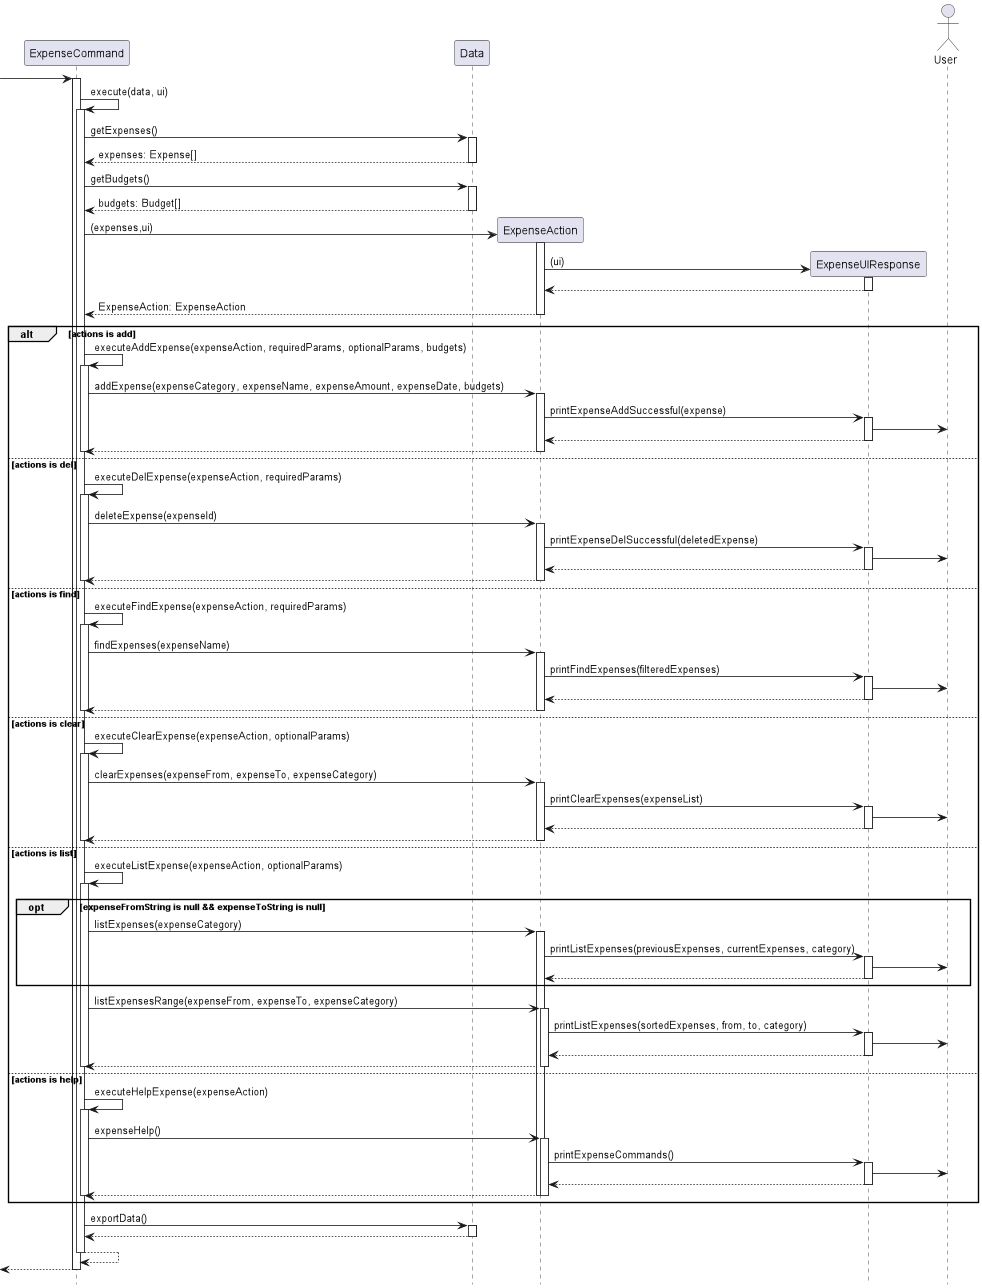 ExpenseCommand
Data
User
execute(data, ui)
getExpenses()
expenses: Expense[]
getBudgets()
budgets: Budget[]
(expenses,ui)
ExpenseAction
(ui)
ExpenseUIResponse
ExpenseAction: ExpenseAction
alt [actions is add]
executeAddExpense(expenseAction, requiredParams, optionalParams, budgets)
addExpense(expenseCategory, expenseName, expenseAmount, expenseDate, budgets)
printExpenseAddSuccessful(expense)
[actions is del]
executeDelExpense(expenseAction, requiredParams)
deleteExpense(expenseId)
printExpenseDelSuccessful(deletedExpense)
[actions is find]
executeFindExpense(expenseAction, requiredParams)
findExpenses(expenseName)
printFindExpenses(filteredExpenses)
[actions is clear]
executeClearExpense(expenseAction, optionalParams)
clearExpenses(expenseFrom, expenseTo, expenseCategory)
printClearExpenses(expenseList)
[actions is list]
executeListExpense(expenseAction, optionalParams)
opt [expenseFromString is null && expenseToString is null]
listExpenses(expenseCategory)
printListExpenses(previousExpenses, currentExpenses, category)
listExpensesRange(expenseFrom, expenseTo, expenseCategory)
printListExpenses(sortedExpenses, from, to, category)
[actions is help]
executeHelpExpense(expenseAction)
expenseHelp()
printExpenseCommands()
exportData()